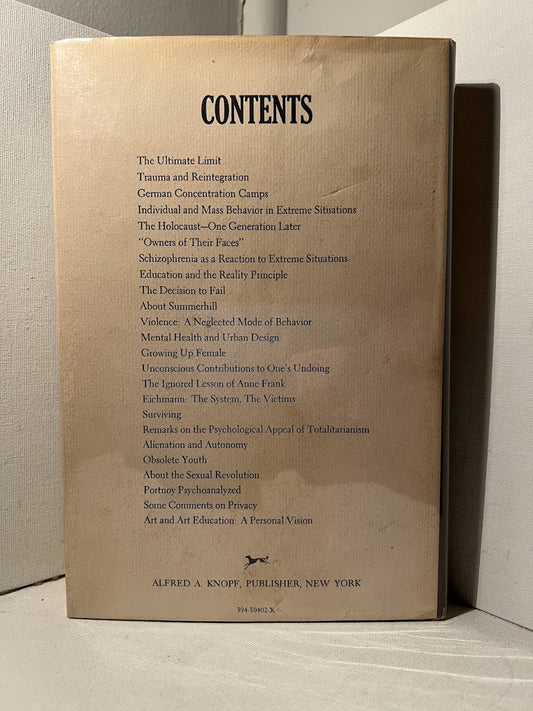 CONTENTS
The Ultimate Limit
Trauma and Reintegration
German Concentration Camps
Individual and Mass Behavior in Extreme Situations
The Holocaust—One Generation Later
"Owners of Their Faces"
Schizophrenia as a Reaction to Extreme Situations
Education and the Reality Principle
The Decision to Fail
About Summerhill
Violence: A Neglected Mode of Behavior
Mental Health and Urban Design
Growing Up Female
Unconscious Contributions to One's Undoing
The Ignored Lesson of Anne Frank
Eichmann: The System, The Victims
Surviving
Remarks on the Psychological Appeal of Totalitarianism
Alienation and Autonomy
Obsolete Youth
About the Sexual Revolution
Portnoy Psychoanalyzed
Some Comments on Privacy
Art and Art Education: A Personal Vision
ALFRED A. KNOPF, PUBLISHER, NEW YORK
394-50402-X